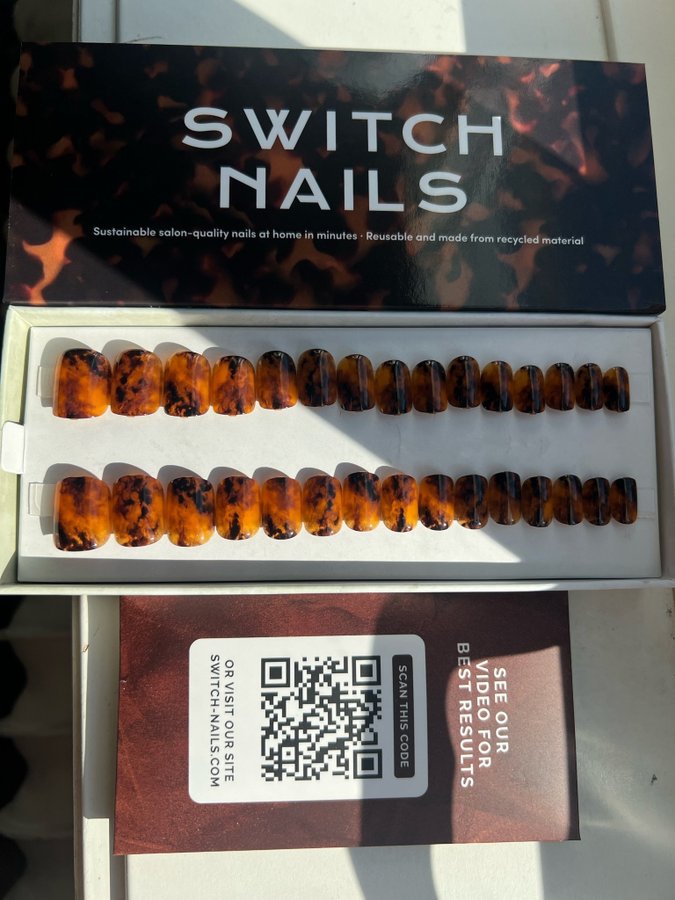 SWITCH
NAILS
Sustainable salon-quality nails at home in minutes · Reusable and made from recycled material
SEE OUR
VIDEO FOR
BEST RESULTS
SCAN THIS CODE
OR VISIT OUR SITE
SWITCH-NAILS.COM